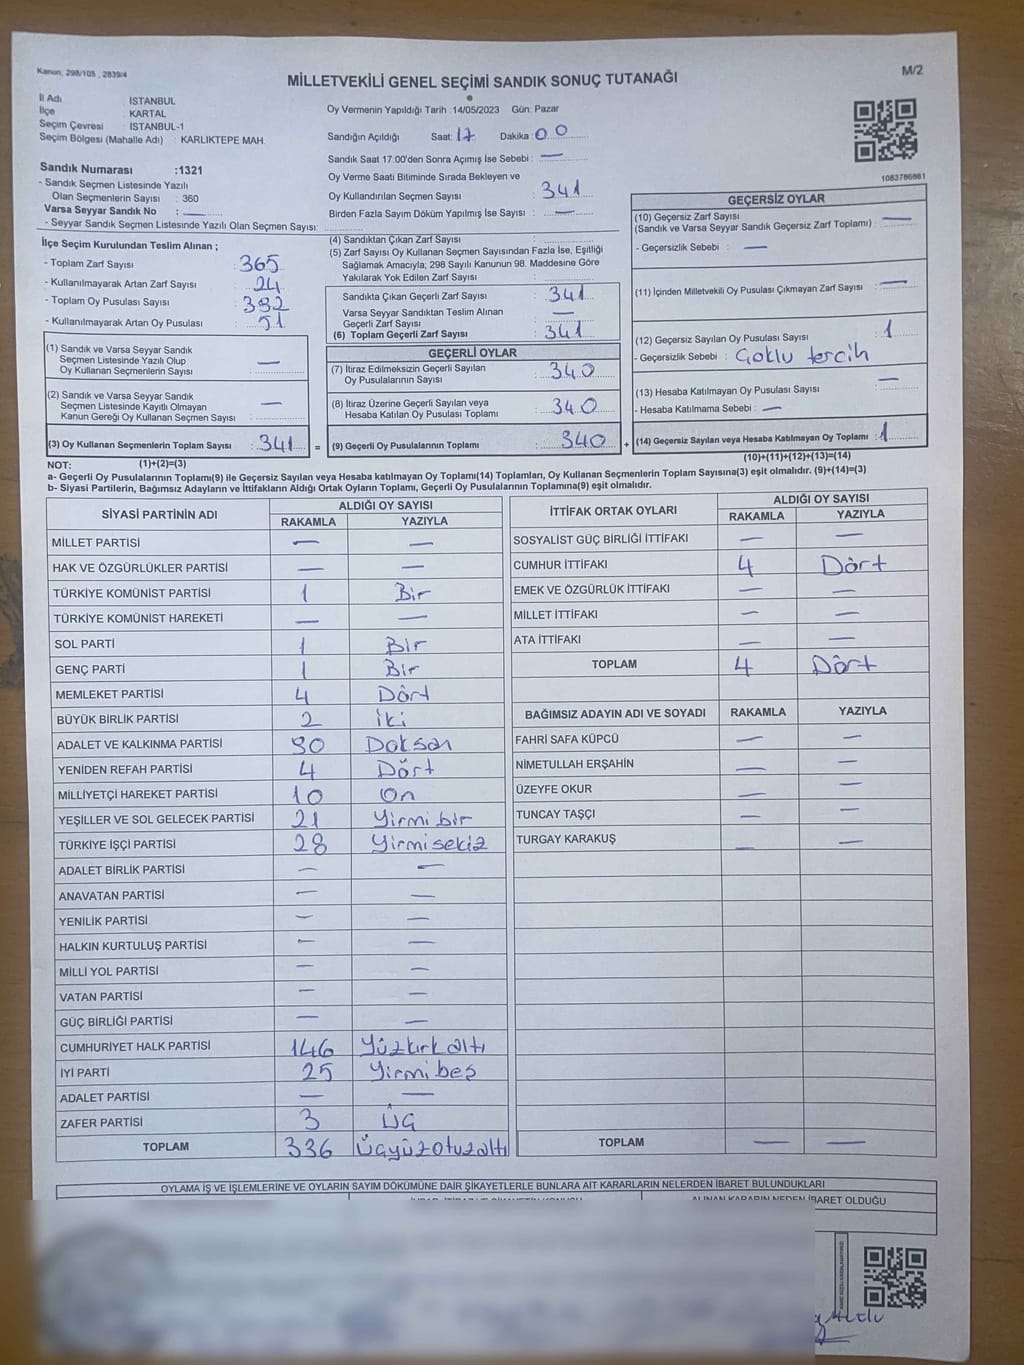 Kanun: 298/105 , 2839/4
M/2
MİLLETVEKİLİ GENEL SEÇİMİ SANDIK SONUÇ TUTANAĞI
İl Adı İSTANBUL
İlçe KARTAL
Seçim Çevresi İSTANBUL-1
Seçim Bölgesi (Mahalle Adı) : KARLIKTEPE MAH.
Sandık Numarası :1321
- Sandık Seçmen Listesinde Yazılı
Olan Seçmenlerin Sayısı : 360
Varsa Seyyar Sandık No : —
- Seyyar Sandık Seçmen Listesinde Yazılı Olan Seçmen Sayısı:
Oy Vermenin Yapıldığı Tarih : 14/05/2023 Gün: Pazar
Sandığın Açıldığı Saat: 17 Dakika: 00
Sandık Saat 17:00'den Sonra Açımış İse Sebebi : —
Oy Verme Saati Bitiminde Sırada Bekleyen ve
Oy Kullandırılan Seçmen Sayısı : 341
Birden Fazla Sayım Döküm Yapılmış İse Sayısı : —
1083786861
İlçe Seçim Kurulundan Teslim Alınan ;
- Toplam Zarf Sayısı : 365
- Kullanılmayarak Artan Zarf Sayısı : 24
- Toplam Oy Pusulası Sayısı : 392
- Kullanılmayarak Artan Oy Pusulası : 51
(1) Sandık ve Varsa Seyyar Sandık
Seçmen Listesinde Yazılı Olup
Oy Kullanan Seçmenlerin Sayısı : —
(2) Sandık ve Varsa Seyyar Sandık
Seçmen Listesinde Kayıtlı Olmayan
Kanun Gereği Oy Kullanan Seçmen Sayısı : —
(3) Oy Kullanan Seçmenlerin Toplam Sayısı : 341 =
(4) Sandıktan Çıkan Zarf Sayısı :
(5) Zarf Sayısı Oy Kullanan Seçmen Sayısından Fazla İse, Eşitliği
Sağlamak Amacıyla, 298 Sayılı Kanunun 98. Maddesine Göre
Yakılarak Yok Edilen Zarf Sayısı :
Sandıkta Çıkan Geçerli Zarf Sayısı : 341
Varsa Seyyar Sandıktan Teslim Alınan
Geçerli Zarf Sayısı : —
(6) Toplam Geçerli Zarf Sayısı : 341
GEÇERLİ OYLAR
(7) İtiraz Edilmeksizin Geçerli Sayılan
Oy Pusulalarının Sayısı : 340
(8) İtiraz Üzerine Geçerli Sayılan veya
Hesaba Katılan Oy Pusulası Toplamı : 340
(9) Geçerli Oy Pusulalarının Toplamı : 340 +
GEÇERSİZ OYLAR
(10) Geçersiz Zarf Sayısı
(Sandık ve Varsa Seyyar Sandık Geçersiz Zarf Toplamı) : —
- Geçersizlik Sebebi : —
(11) İçinden Milletvekili Oy Pusulası Çıkmayan Zarf Sayısı : —
(12) Geçersiz Sayılan Oy Pusulası Sayısı : 1
- Geçersizlik Sebebi : Çoklu tercih
(13) Hesaba Katılmayan Oy Pusulası Sayısı : —
- Hesaba Katılmama Sebebi : —
(14) Geçersiz Sayılan veya Hesaba Katılmayan Oy Toplamı : 1
NOT: (1)+(2)=(3)
(10)+(11)+(12)+(13)=(14)
a- Geçerli Oy Pusulalarının Toplamı(9) ile Geçersiz Sayılan veya Hesaba katılmayan Oy Toplamı(14) Toplamları, Oy Kullanan Seçmenlerin Toplam Sayısına(3) eşit olmalıdır. (9)+(14)=(3)
b- Siyasi Partilerin, Bağımsız Adayların ve İttifakların Aldığı Ortak Oyların Toplamı, Geçerli Oy Pusulalarının Toplamına(9) eşit olmalıdır.
SİYASİ PARTİNİN ADI ALDIĞI OY SAYISI
RAKAMLA YAZIYLA
MİLLET PARTİSİ — —
HAK VE ÖZGÜRLÜKLER PARTİSİ — —
TÜRKİYE KOMÜNİST PARTİSİ 1 Bir
TÜRKİYE KOMÜNİST HAREKETİ — —
SOL PARTİ 1 Bir
GENÇ PARTİ 1 Bir
MEMLEKET PARTİSİ 4 Dört
BÜYÜK BİRLİK PARTİSİ 2 İki
ADALET VE KALKINMA PARTİSİ 90 Doksan
YENİDEN REFAH PARTİSİ 4 Dört
MİLLİYETÇİ HAREKET PARTİSİ 10 On
YEŞİLLER VE SOL GELECEK PARTİSİ 21 Yirmi bir
TÜRKİYE İŞÇİ PARTİSİ 28 Yirmi sekiz
ADALET BİRLİK PARTİSİ — —
ANAVATAN PARTİSİ — —
YENİLİK PARTİSİ — —
HALKIN KURTULUŞ PARTİSİ — —
MİLLİ YOL PARTİSİ — —
VATAN PARTİSİ — —
GÜÇ BİRLİĞİ PARTİSİ — —
CUMHURİYET HALK PARTİSİ 146 Yüzkırk altı
İYİ PARTİ 25 Yirmi beş
ADALET PARTİSİ — —
ZAFER PARTİSİ 3 Üç
TOPLAM 336 Üçyüzotuzaltı
İTTİFAK ORTAK OYLARI ALDIĞI OY SAYISI
RAKAMLA YAZIYLA
SOSYALİST GÜÇ BİRLİĞİ İTTİFAKI — —
CUMHUR İTTİFAKI 4 Dört
EMEK VE ÖZGÜRLÜK İTTİFAKI — —
MİLLET İTTİFAKI — —
ATA İTTİFAKI — —
TOPLAM 4 Dört
BAĞIMSIZ ADAYIN ADI VE SOYADI RAKAMLA YAZIYLA
FAHRİ SAFA KÜPCÜ — —
NİMETULLAH ERŞAHİN — —
ÜZEYFE OKUR — —
TUNCAY TAŞÇI — —
TURGAY KARAKUŞ — —
TOPLAM — —
OYLAMA İŞ VE İŞLEMLERİNE VE OYLARIN SAYIM DÖKÜMÜNE DAİR ŞİKAYETLERLE BUNLARA AİT KARARLARIN NELERDEN İBARET BULUNDUKLARI
ALINAN KARARIN NEDEN İBARET OLDUĞU